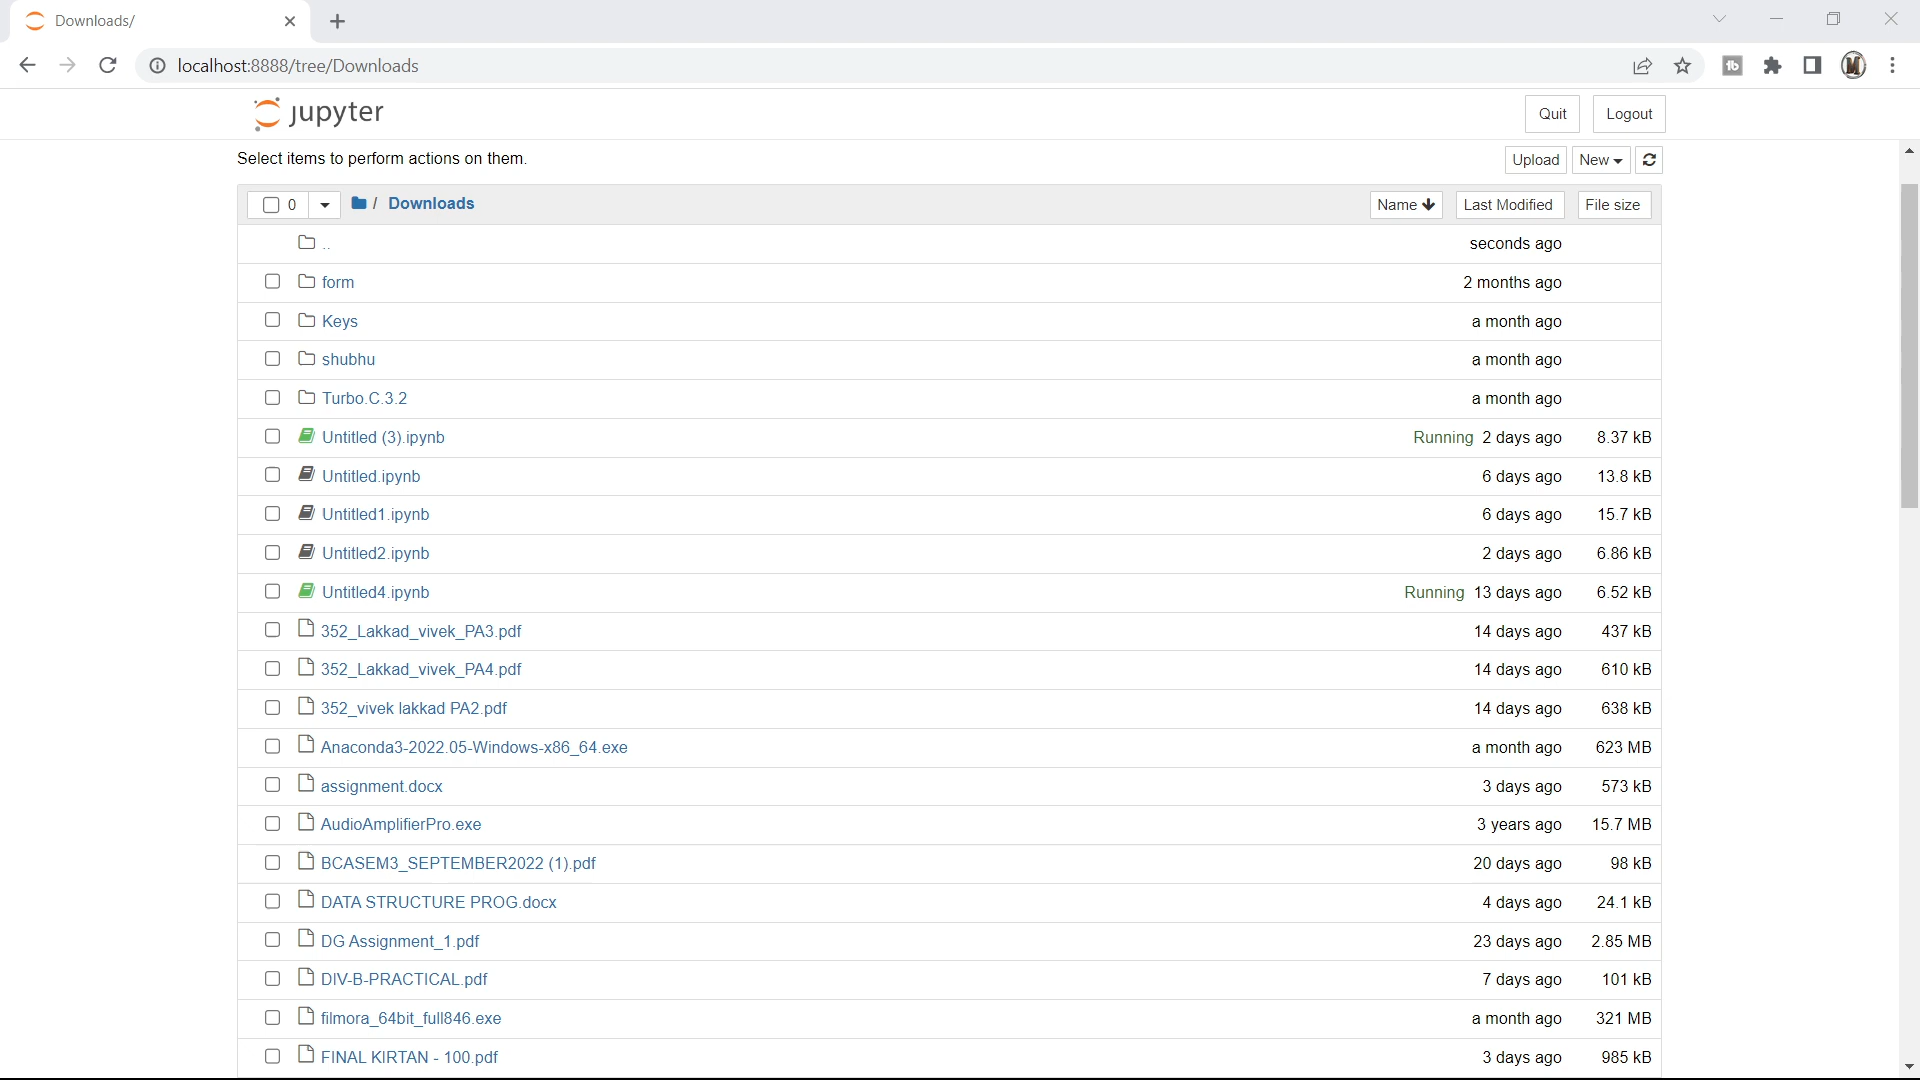 Downloads/
localhost:8888/tree/Downloads
jupyter
Quit Logout
Select items to perform actions on them.
Upload New
0 / Downloads Name Last Modified File size
.. seconds ago
form 2 months ago
Keys a month ago
shubhu a month ago
Turbo.C.3.2 a month ago
Untitled (3).ipynb Running 2 days ago 8.37 kB
Untitled.ipynb 6 days ago 13.8 kB
Untitled1.ipynb 6 days ago 15.7 kB
Untitled2.ipynb 2 days ago 6.86 kB
Untitled4.ipynb Running 13 days ago 6.52 kB
352_Lakkad_vivek_PA3.pdf 14 days ago 437 kB
352_Lakkad_vivek_PA4.pdf 14 days ago 610 kB
352_vivek lakkad PA2.pdf 14 days ago 638 kB
Anaconda3-2022.05-Windows-x86_64.exe a month ago 623 MB
assignment.docx 3 days ago 573 kB
AudioAmplifierPro.exe 3 years ago 15.7 MB
BCASEM3_SEPTEMBER2022 (1).pdf 20 days ago 98 kB
DATA STRUCTURE PROG.docx 4 days ago 24.1 kB
DG Assignment_1.pdf 23 days ago 2.85 MB
DIV-B-PRACTICAL.pdf 7 days ago 101 kB
filmora_64bit_full846.exe a month ago 321 MB
FINAL KIRTAN - 100.pdf 3 days ago 985 kB